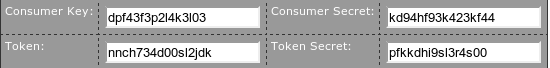 Consumer Key: dpf43f3p2l4k3l03 Consumer Secret: kd94hf93k423kf44
Token: nnch734d00sl2jdk Token Secret: pfkkdhi9sl3r4s00